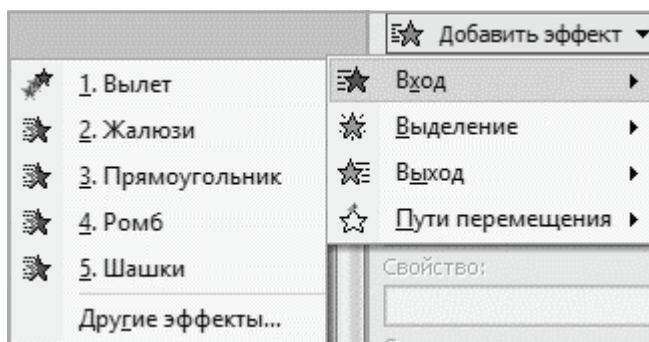 Добавить эффект
Вход
Выделение
Выход
Пути перемещения
1. Вылет
2. Жалюзи
3. Прямоугольник
4. Ромб
5. Шашки
Другие эффекты...
Свойство: